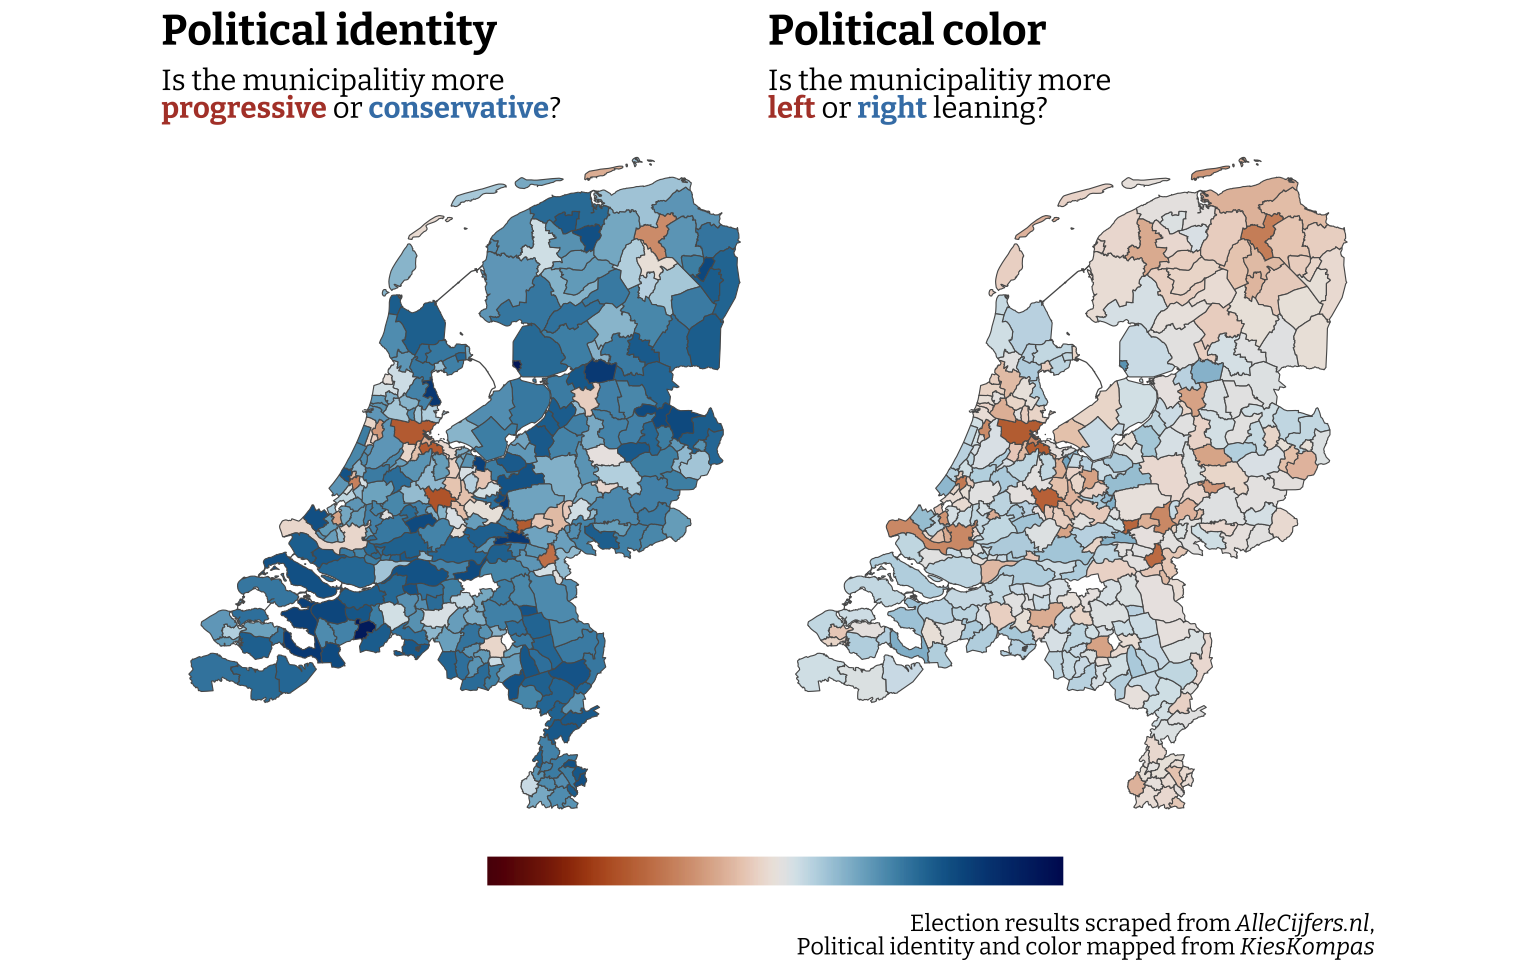 Political identity
Is the municipalitiy more
progressive or conservative?
Political color
Is the municipalitiy more
left or right leaning?
Election results scraped from AlleCijfers.nl,
Political identity and color mapped from KiesKompas